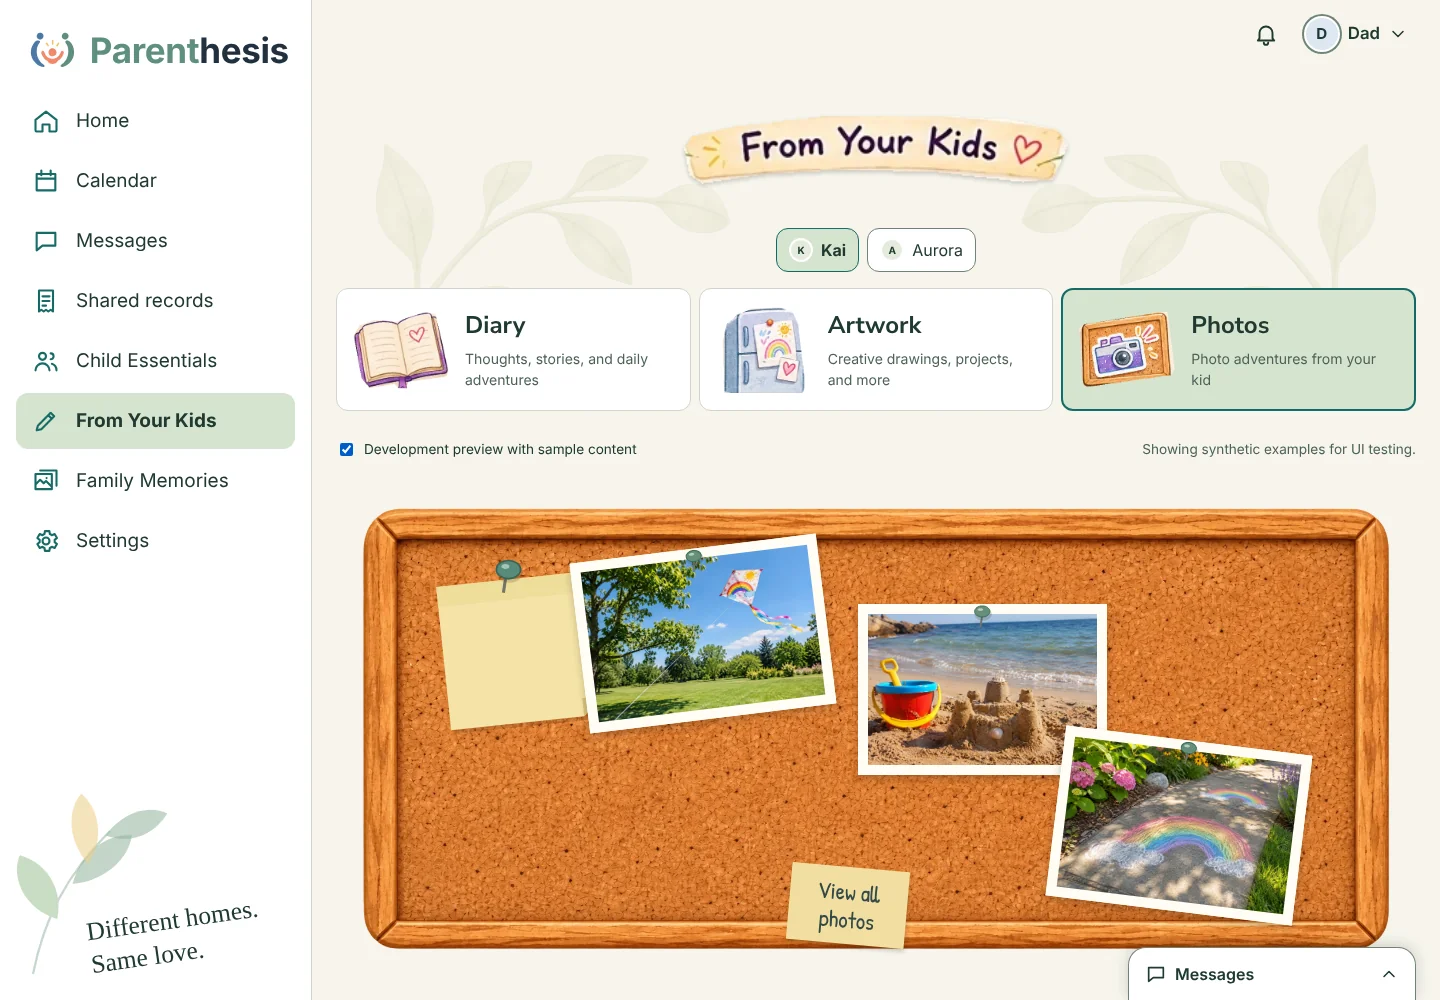 Parenthesis
Home
Calendar
Messages
Shared records
Child Essentials
From Your Kids
Family Memories
Settings
Different homes.
Same love.
D Dad
From Your Kids
K Kai
A Aurora
Diary
Thoughts, stories, and daily
adventures
Artwork
Creative drawings, projects,
and more
Photos
Photo adventures from your
kid
Development preview with sample content
Showing synthetic examples for UI testing.
View all
photos
Messages